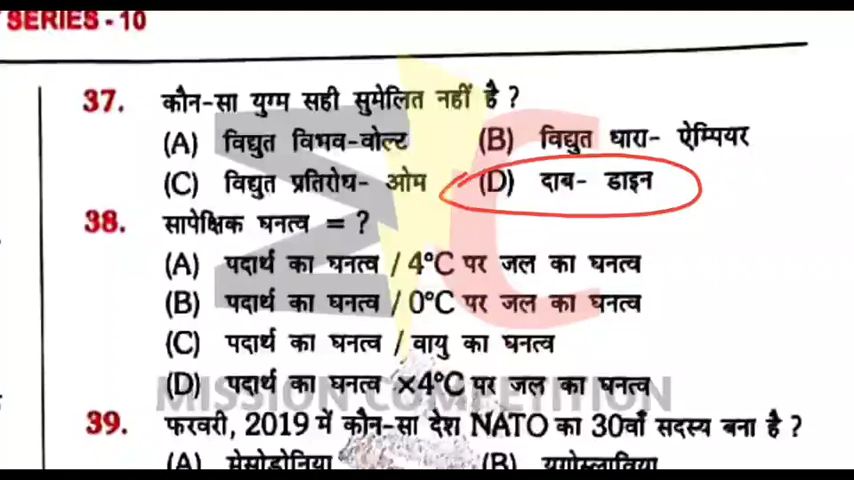 SERIES - 10
37. कौन-सा युग्म सही सुमेलित नहीं है ?
(A) विद्युत विभव-वोल्ट (B) विद्युत धारा- ऐम्पियर
(C) विद्युत प्रतिरोध- ओम (D) दाब- डाइन
38. सापेक्षिक घनत्व = ?
(A) पदार्थ का घनत्व / 4°C पर जल का घनत्व
(B) पदार्थ का घनत्व / 0°C पर जल का घनत्व
(C) पदार्थ का घनत्व / वायु का घनत्व
(D) पदार्थ का घनत्व ×4°C पर जल का घनत्व
MISSION COMPETITION
39. फरवरी, 2019 में कौन-सा देश NATO का 30वाँ सदस्य बना है ?
(A) मेसोडोनिया (B) युगोस्लाविया